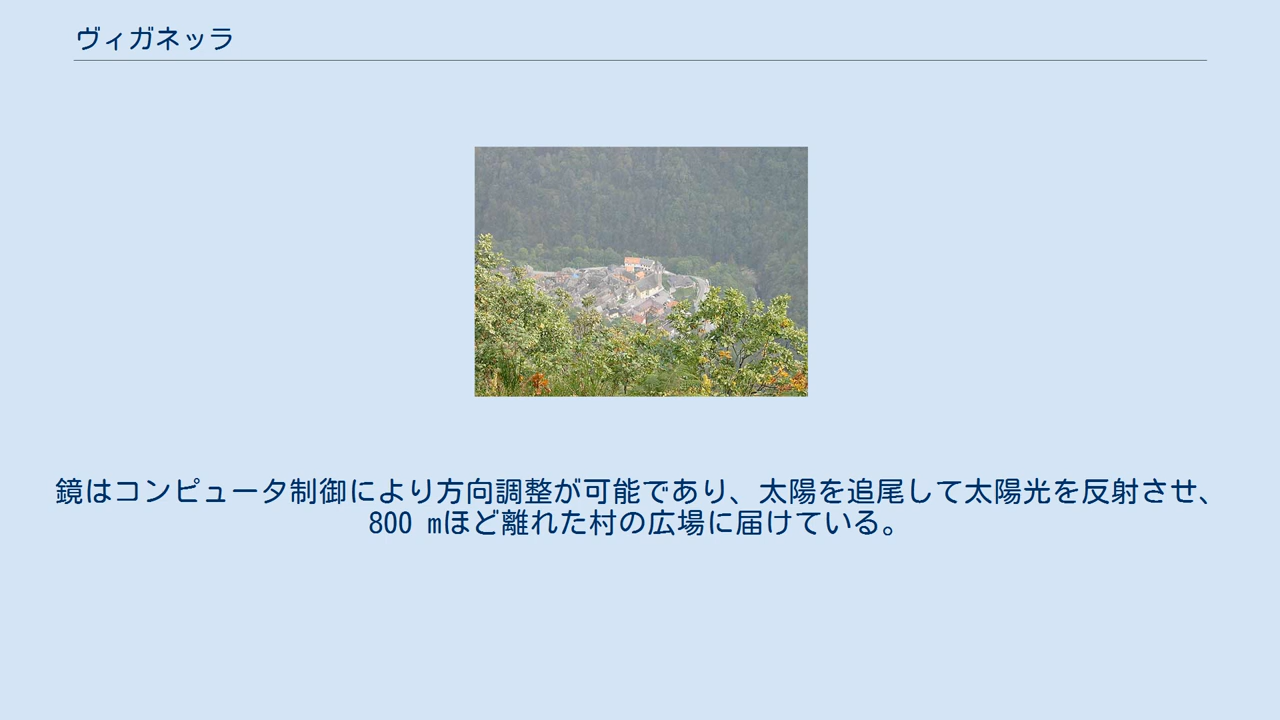 ヴィガネッラ
鏡はコンピュータ制御により方向調整が可能であり、太陽を追尾して太陽光を反射させ、
800 mほど離れた村の広場に届けている。